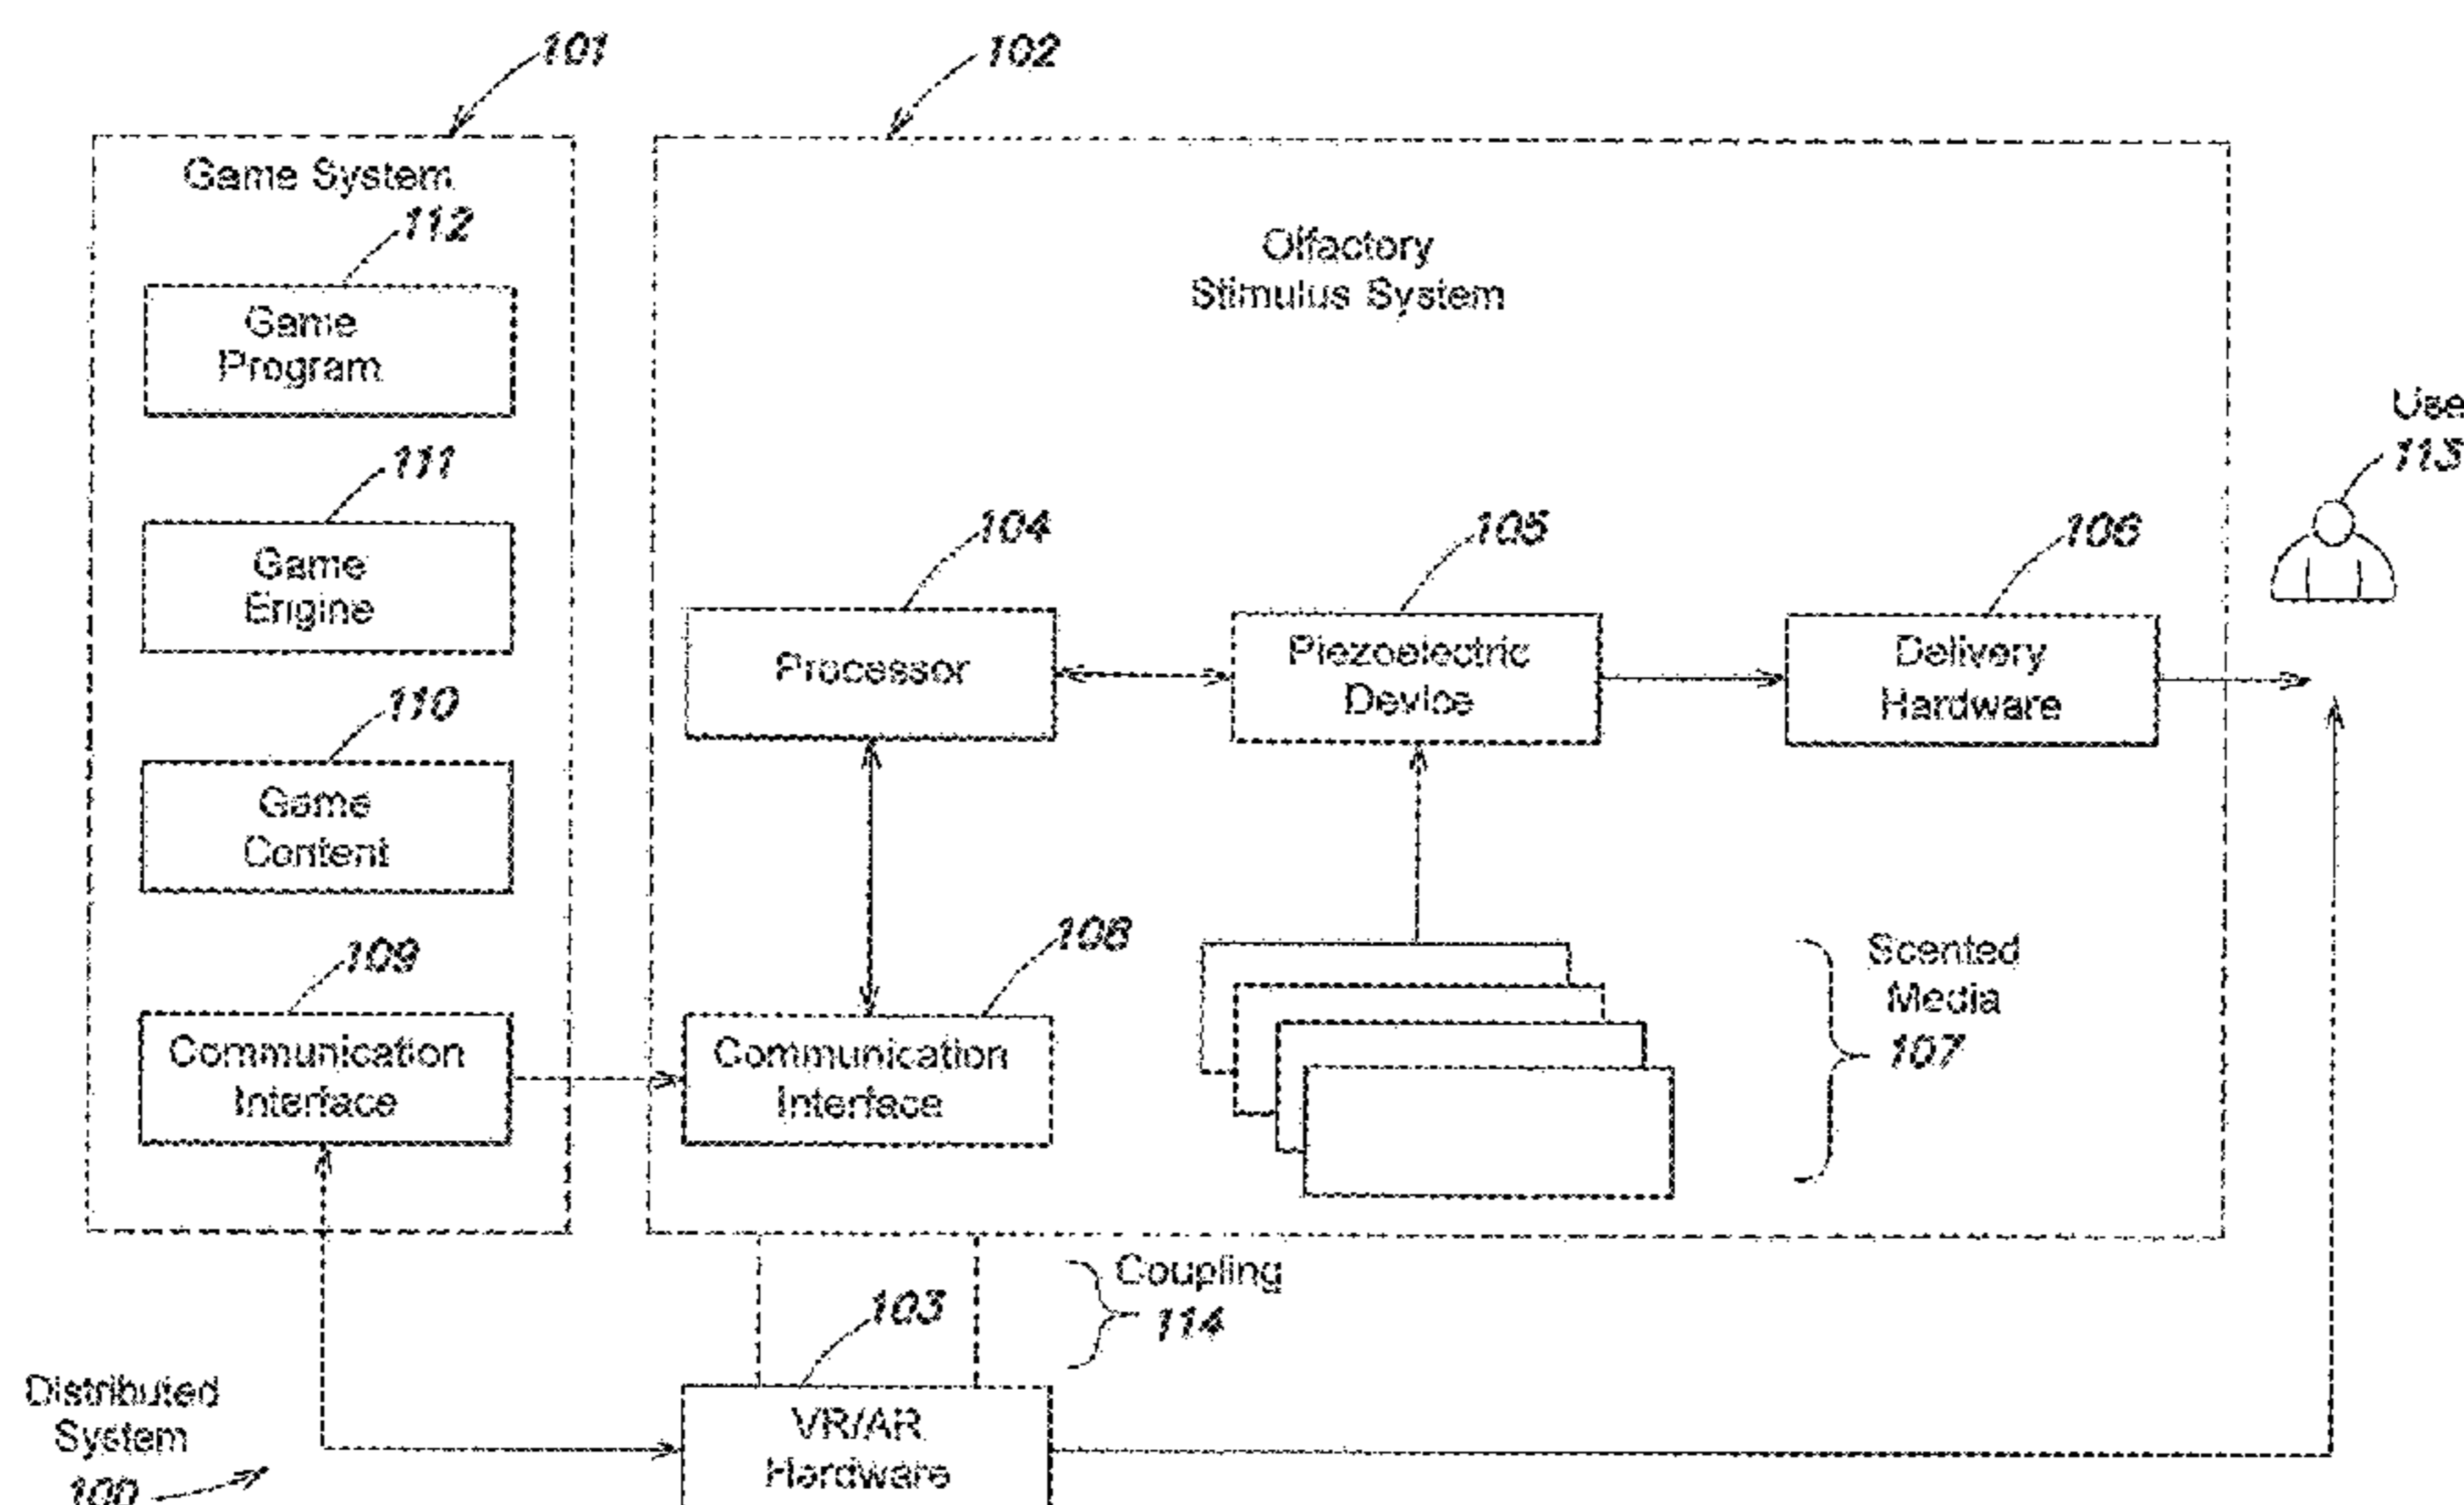 101
102
Game System
112
Game
Program
Olfactory
Stimulus System
Use
113
111
Game
Engine
104
105
106
Processor
Piezoelectric
Device
Delivery
Hardware
110
Game
Content
109
108
Communication
Interface
Communication
Interface
Scented
Media
107
Coupling
114
103
Distributed
System
100
VR/AR
Hardware